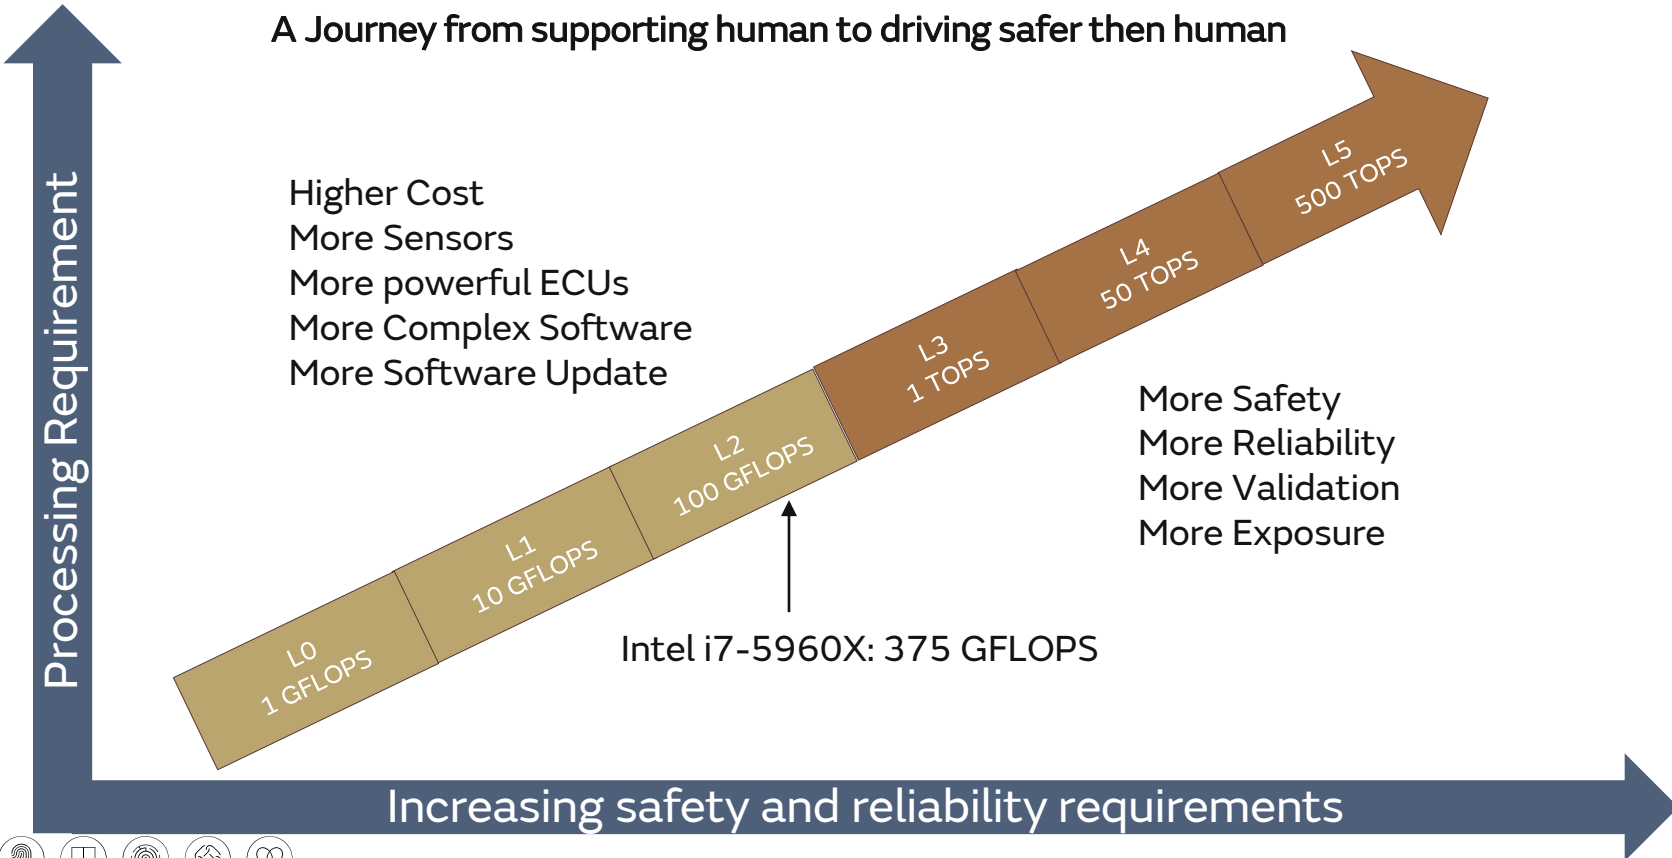 A Journey from supporting human to driving safer then human
Processing Requirement
Higher Cost
More Sensors
More powerful ECUs
More Complex Software
More Software Update
L5
500 TOPS
L4
50 TOPS
L3
1 TOPS
L2
100 GFLOPS
L1
10 GFLOPS
L0
1 GFLOPS
More Safety
More Reliability
More Validation
More Exposure
Intel i7-5960X: 375 GFLOPS
Increasing safety and reliability requirements